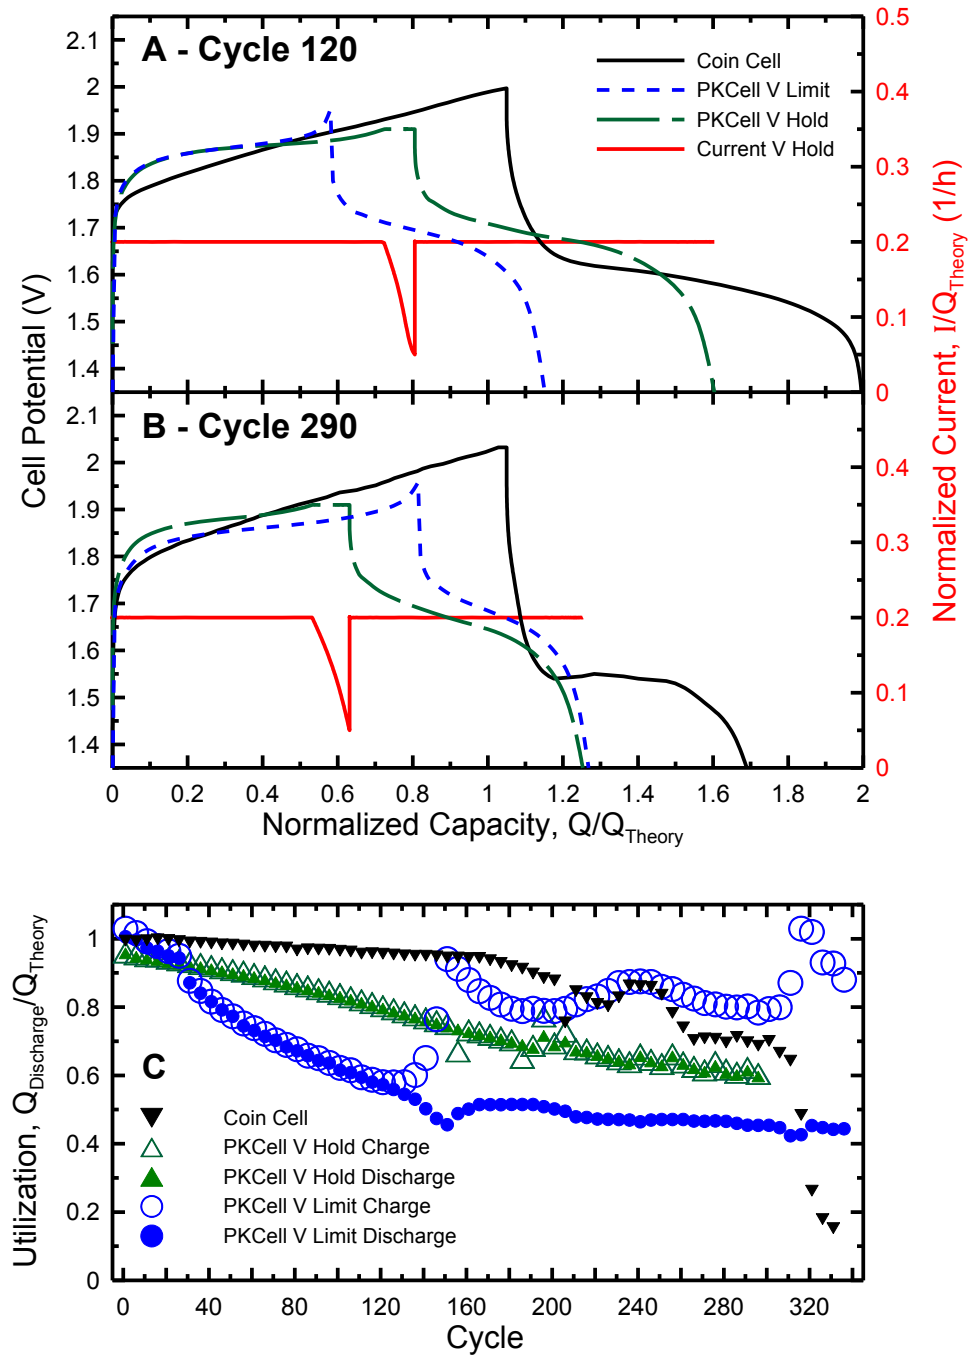 A - Cycle 120
Coin Cell
PKCell V Limit
PKCell V Hold
Current V Hold
2.1
2
1.9
1.8
1.7
1.6
1.5
1.4
0.5
0.4
0.3
0.2
0.1
0
B - Cycle 290
2.1
2
1.9
1.8
1.7
1.6
1.5
1.4
0.4
0.3
0.2
0.1
0
Cell Potential (V)
Normalized Current, I/QTheory (1/h)
0 0.2 0.4 0.6 0.8 1 1.2 1.4 1.6 1.8 2
Normalized Capacity, Q/QTheory
C
1
0.8
0.6
0.4
0.2
0
Utilization, QDischarge/QTheory
Coin Cell
PKCell V Hold Charge
PKCell V Hold Discharge
PKCell V Limit Charge
PKCell V Limit Discharge
0 40 80 120 160 200 240 280 320
Cycle